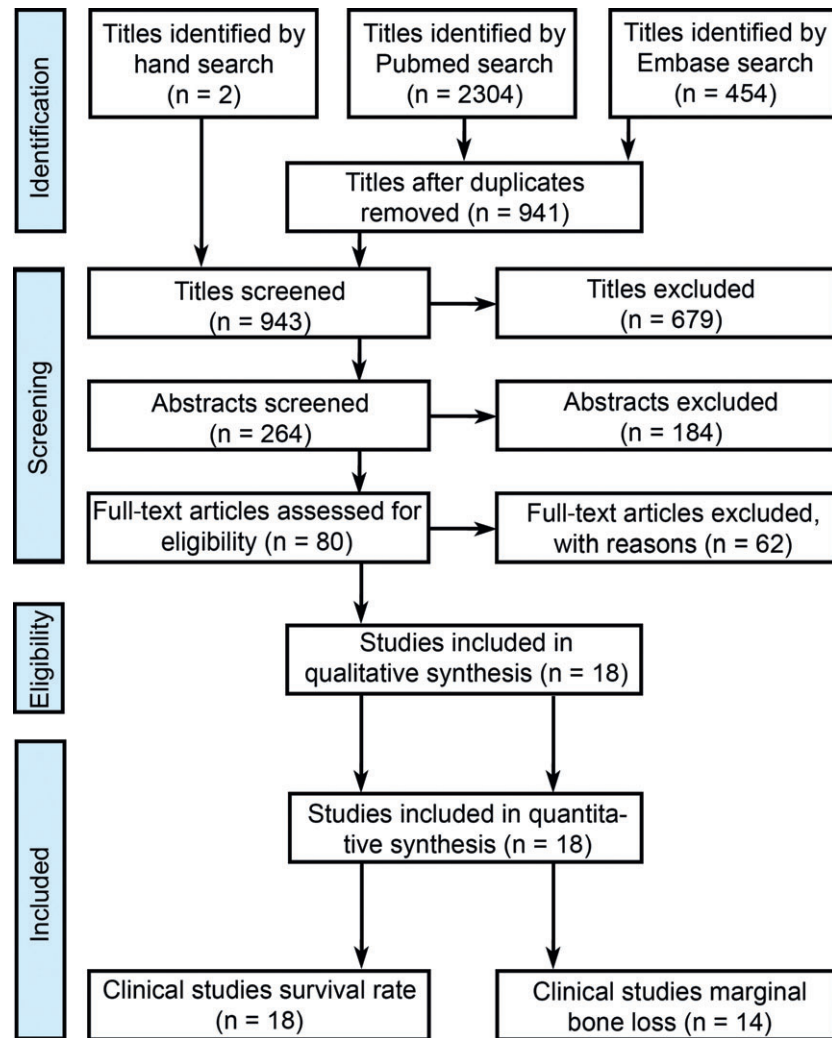 Identification
Titles identified by
hand search
(n = 2)
Titles identified by
Pubmed search
(n = 2304)
Titles identified by
Embase search
(n = 454)
Titles after duplicates
removed (n = 941)
Screening
Titles screened
(n = 943)
Titles excluded
(n = 679)
Abstracts screened
(n = 264)
Abstracts excluded
(n = 184)
Full-text articles assessed for
eligibility (n = 80)
Full-text articles excluded,
with reasons (n = 62)
Eligibility
Studies included in
qualitative synthesis (n = 18)
Included
Studies included in quantita-
tive synthesis (n = 18)
Clinical studies survival rate
(n = 18)
Clinical studies marginal
bone loss (n = 14)